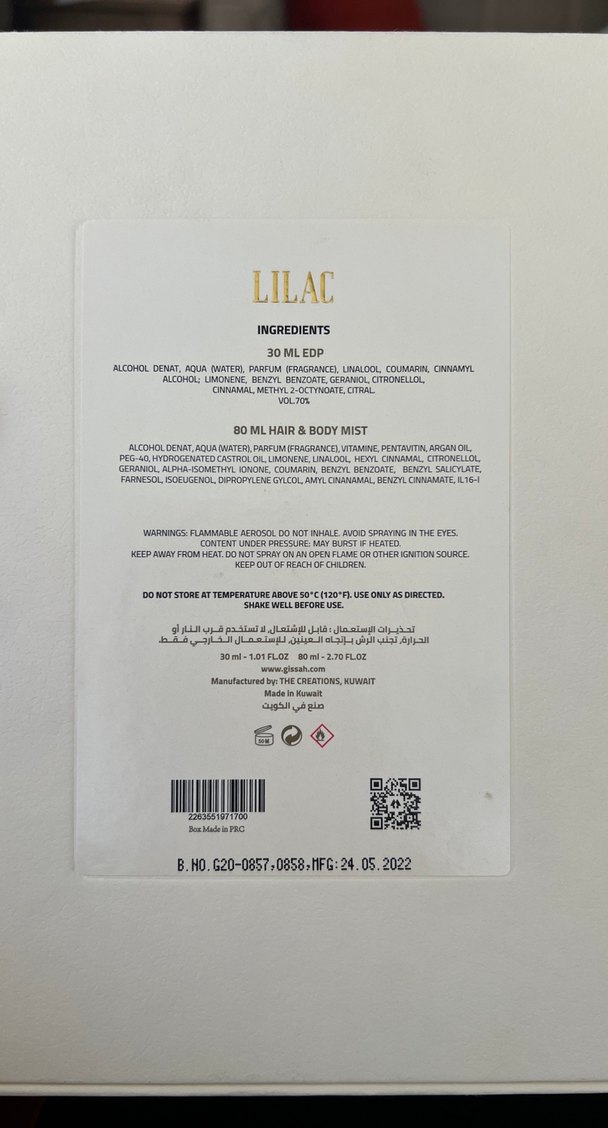 LILAC
INGREDIENTS
30 ML EDP
ALCOHOL DENAT, AQUA (WATER), PARFUM (FRAGRANCE), LINALOOL, COUMARIN, CINNAMYL
ALCOHOL; LIMONENE, BENZYL BENZOATE, GERANIOL, CITRONELLOL,
CINNAMAL, METHYL 2-OCTYNOATE, CITRAL.
VOL.70%
80 ML HAIR & BODY MIST
ALCOHOL DENAT, AQUA (WATER), PARFUM (FRAGRANCE), VITAMINE, PENTAVITIN, ARGAN OIL,
PEG-40, HYDROGENATED CASTROL OIL, LIMONENE, LINALOOL, HEXYL CINNAMAL, CITRONELLOL,
GERANIOL, ALPHA-ISOMETHYL IONONE, COUMARIN, BENZYL BENZOATE, BENZYL SALICYLATE,
FARNESOL, ISOEUGENOL, DIPROPYLENE GYLCOL, AMYL CINANAMAL, BENZYL CINNAMATE, IL16-I
WARNINGS: FLAMMABLE AEROSOL DO NOT INHALE. AVOID SPRAYING IN THE EYES.
CONTENT UNDER PRESSURE: MAY BURST IF HEATED.
KEEP AWAY FROM HEAT. DO NOT SPRAY ON AN OPEN FLAME OR OTHER IGNITION SOURCE.
KEEP OUT OF REACH OF CHILDREN.
DO NOT STORE AT TEMPERATURE ABOVE 50°C (120°F). USE ONLY AS DIRECTED.
SHAKE WELL BEFORE USE.
تحذيرات الإستعمال : قابل للإشتعال، لا تستخدم قرب النار أو
الحرارة، تجنب الرش بإتجاه العينين، للإستعمال الخارجي فقط.
30 ml - 1.01 FL.OZ 80 ml - 2.70 FL.OZ
www.gissah.com
Manufactured by: THE CREATIONS, KUWAIT
Made in Kuwait
صنع في الكويت
50 M
2263551971700
Box Made in PRC
B.NO.G20-0857,0858,MFG:24.05.2022